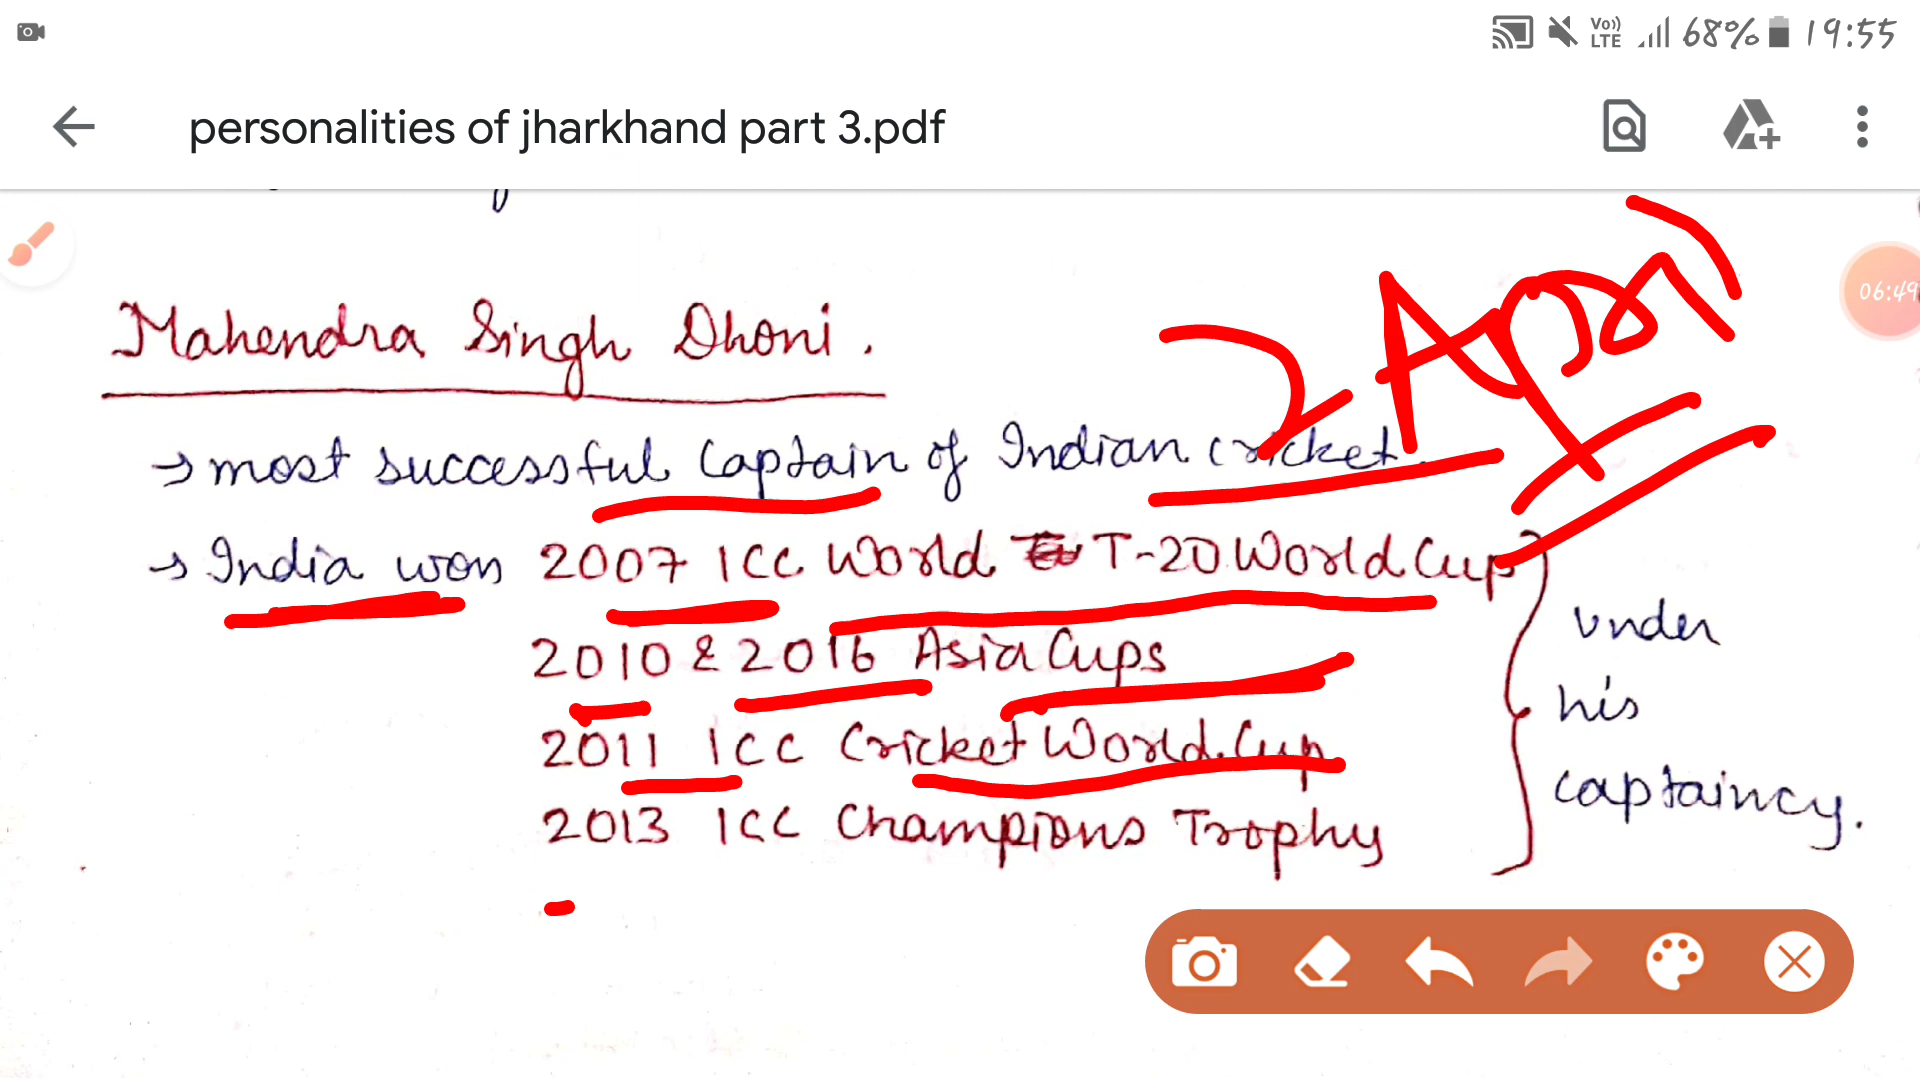 Vo)) LTE 68% 19:55
personalities of jharkhand part 3.pdf
2 April
06:49
Mahendra Singh Dhoni.
→ most successful Captain of Indian cricket.
→ India won 2007 ICC World T-20 World Cup
2010 & 2016 Asia Cups
2011 ICC Cricket World Cup
2013 ICC Champions Trophy
under
his
captaincy.